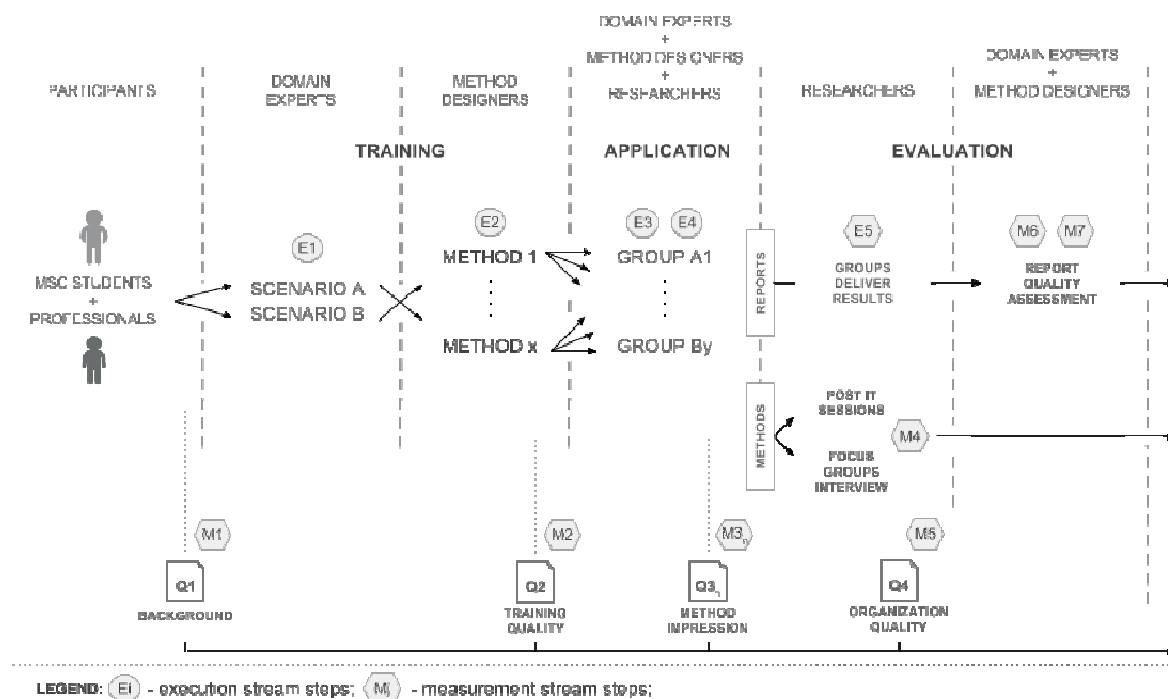 PARTICIPANTS
DOMAIN
EXPERTS
METHOD
DESIGNERS
DOMAIN EXPERTS
+
METHOD DESIGNERS
+
RESEARCHERS
RESEARCHERS
DOMAIN EXPERTS
+
METHOD DESIGNERS
TRAINING
APPLICATION
EVALUATION
MSC STUDENTS
+
PROFESSIONALS
E1
SCENARIO A
SCENARIO B
E2
METHOD 1
METHOD x
E3 E4
GROUP A1
GROUP By
REPORTS
E5
GROUPS
DELIVER
RESULTS
M6 M7
REPORT
QUALITY
ASSESSMENT
METHODS
POST IT
SESSIONS
M4
FOCUS
GROUPS
INTERVIEW
M1
Q1
BACKGROUND
M2
Q2
TRAINING
QUALITY
M3n
Q3n
METHOD
IMPRESSION
M5
Q4
ORGANIZATION
QUALITY
LEGEND: Ei - execution stream steps; Mj - measurement stream steps;